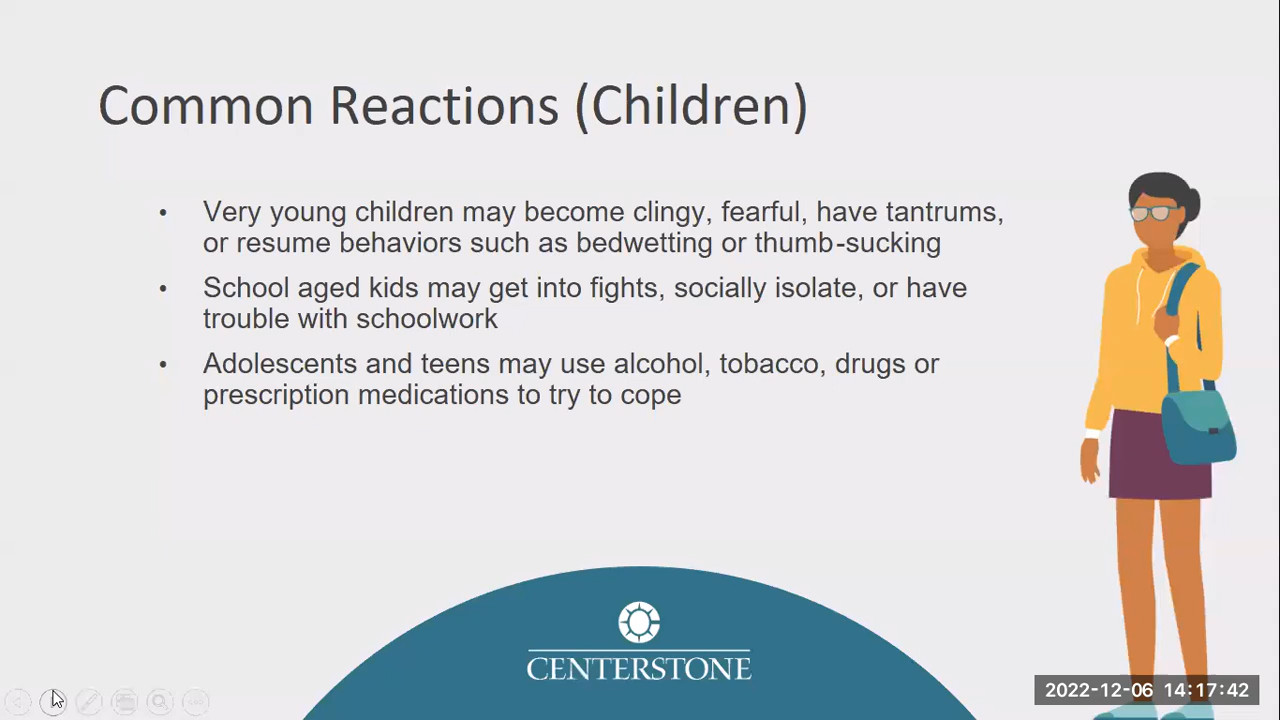 Common Reactions (Children)
• Very young children may become clingy, fearful, have tantrums,
or resume behaviors such as bedwetting or thumb-sucking
• School aged kids may get into fights, socially isolate, or have
trouble with schoolwork
• Adolescents and teens may use alcohol, tobacco, drugs or
prescription medications to try to cope
CENTERSTONE
2022-12-06 14:17:42